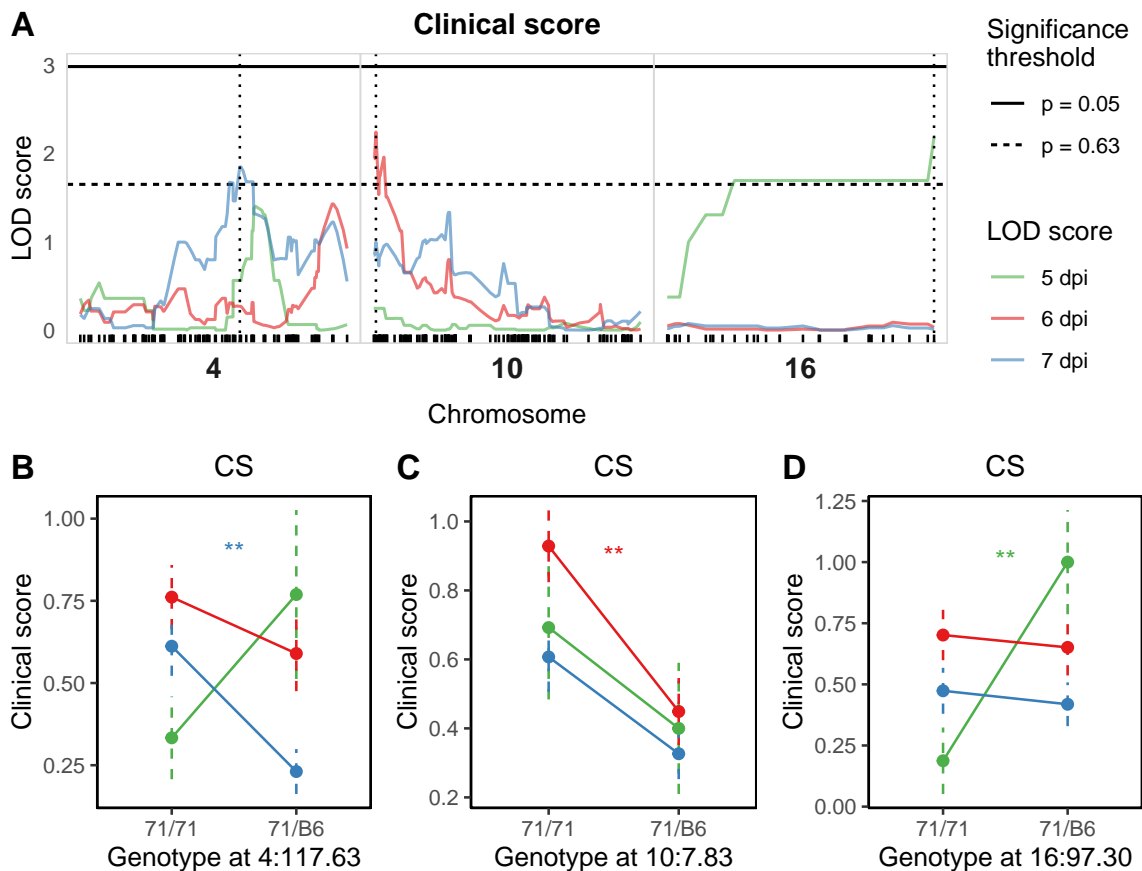 A
Clinical score
LOD score
3
2
1
0
4
10
16
Chromosome
Significance
threshold
p = 0.05
p = 0.63
LOD score
5 dpi
6 dpi
7 dpi
B
CS
Clinical score
1.00
0.75
0.50
0.25
**
71/71
71/B6
Genotype at 4:117.63
C
CS
Clinical score
1.0
0.8
0.6
0.4
0.2
**
71/71
71/B6
Genotype at 10:7.83
D
CS
Clinical score
1.25
1.00
0.75
0.50
0.25
0.00
**
71/71
71/B6
Genotype at 16:97.30